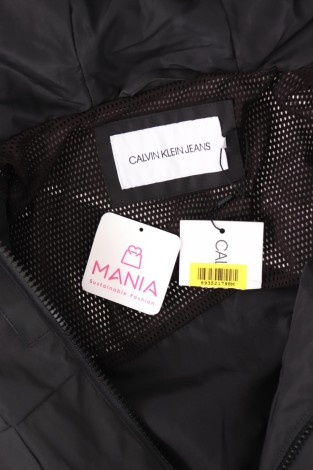 CALVIN KLEIN JEANS
MANIA
Sustainable Fashion
CAL